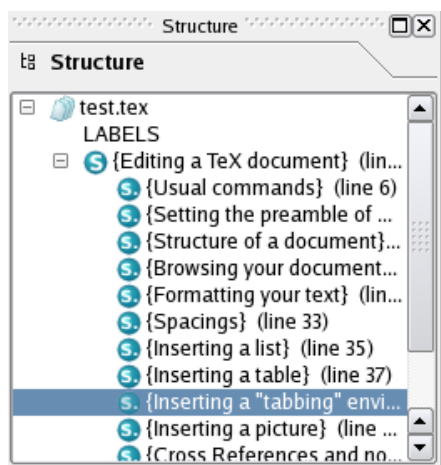 Structure
Structure
test.tex
LABELS
S {Editing a TeX document} (lin...
s. {Usual commands} (line 6)
s. {Setting the preamble of ...
s. {Structure of a document}...
s. {Browsing your document...
s. {Formatting your text} (lin...
s. {Spacings} (line 33)
s. {Inserting a list} (line 35)
s. {Inserting a table} (line 37)
s. {Inserting a "tabbing" envi...
s. {Inserting a picture} (line ...
s. {Cross References and no...